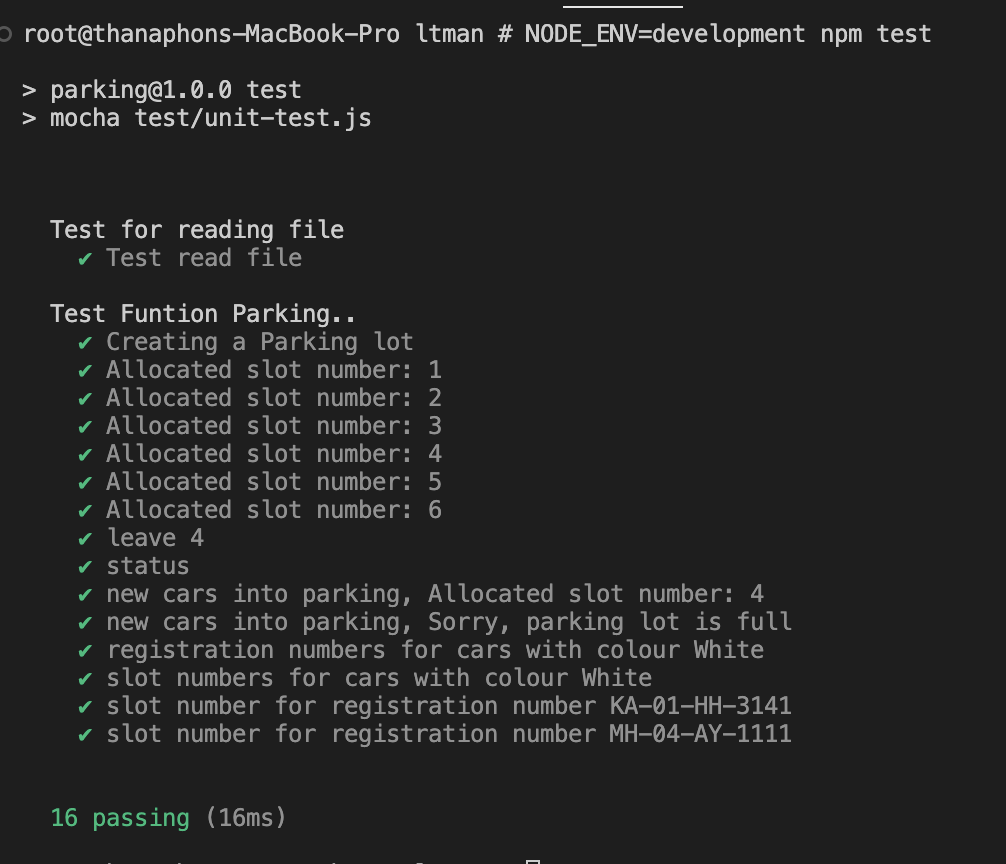 root@thanaphons-MacBook-Pro ltman # NODE_ENV=development npm test
> parking@1.0.0 test
> mocha test/unit-test.js
Test for reading file
✔ Test read file
Test Funtion Parking..
✔ Creating a Parking lot
✔ Allocated slot number: 1
✔ Allocated slot number: 2
✔ Allocated slot number: 3
✔ Allocated slot number: 4
✔ Allocated slot number: 5
✔ Allocated slot number: 6
✔ leave 4
✔ status
✔ new cars into parking, Allocated slot number: 4
✔ new cars into parking, Sorry, parking lot is full
✔ registration numbers for cars with colour White
✔ slot numbers for cars with colour White
✔ slot number for registration number KA-01-HH-3141
✔ slot number for registration number MH-04-AY-1111
16 passing (16ms)